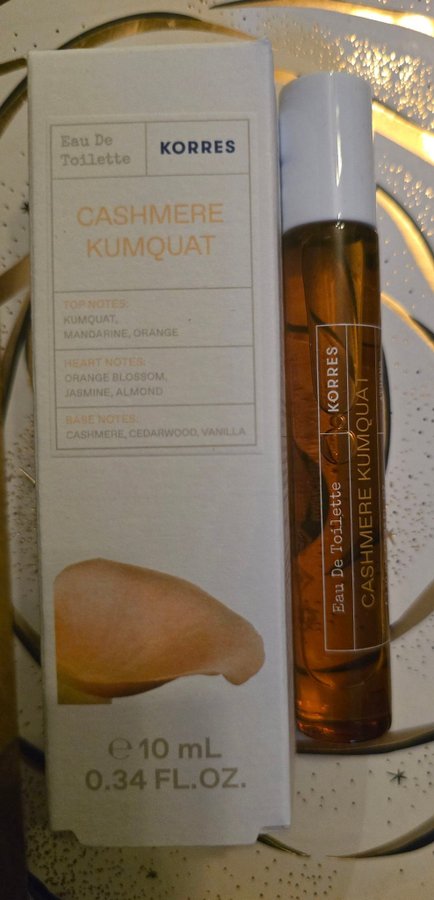 Eau De
Toilette
KORRES
CASHMERE
KUMQUAT
TOP NOTES:
KUMQUAT,
MANDARINE, ORANGE
HEART NOTES:
ORANGE BLOSSOM,
JASMINE, ALMOND
BASE NOTES:
CASHMERE, CEDARWOOD, VANILLA
℮ 10 mL
0.34 FL.OZ.
Eau De Toilette
KORRES
CASHMERE KUMQUAT